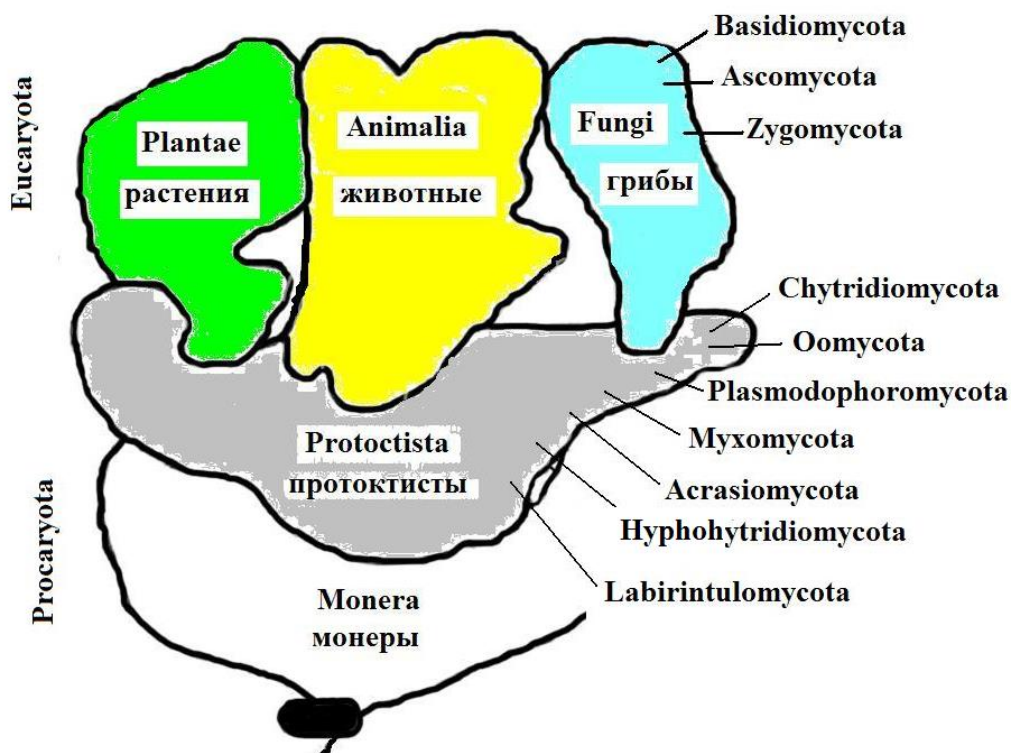 Eucaryota
Procaryota
Plantae
растения
Animalia
животные
Fungi
грибы
Basidiomycota
Ascomycota
Zygomycota
Chytridiomycota
Oomycota
Plasmodophoromycota
Myxomycota
Acrasiomycota
Hyphohytridiomycota
Labirintulomycota
Protoctista
протоктисты
Monera
монеры